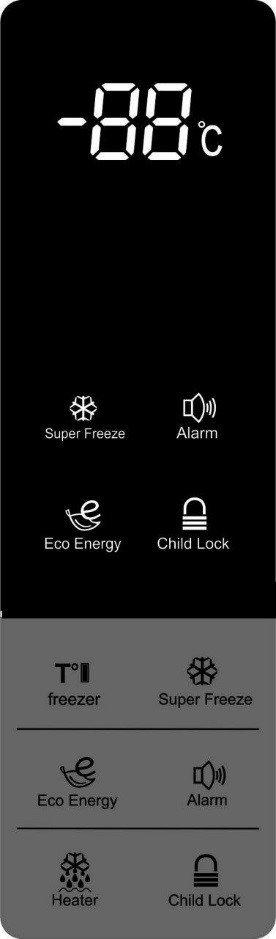 -88°C
Super Freeze Alarm
Eco Energy Child Lock
T°
freezer Super Freeze
Eco Energy Alarm
Heater Child Lock